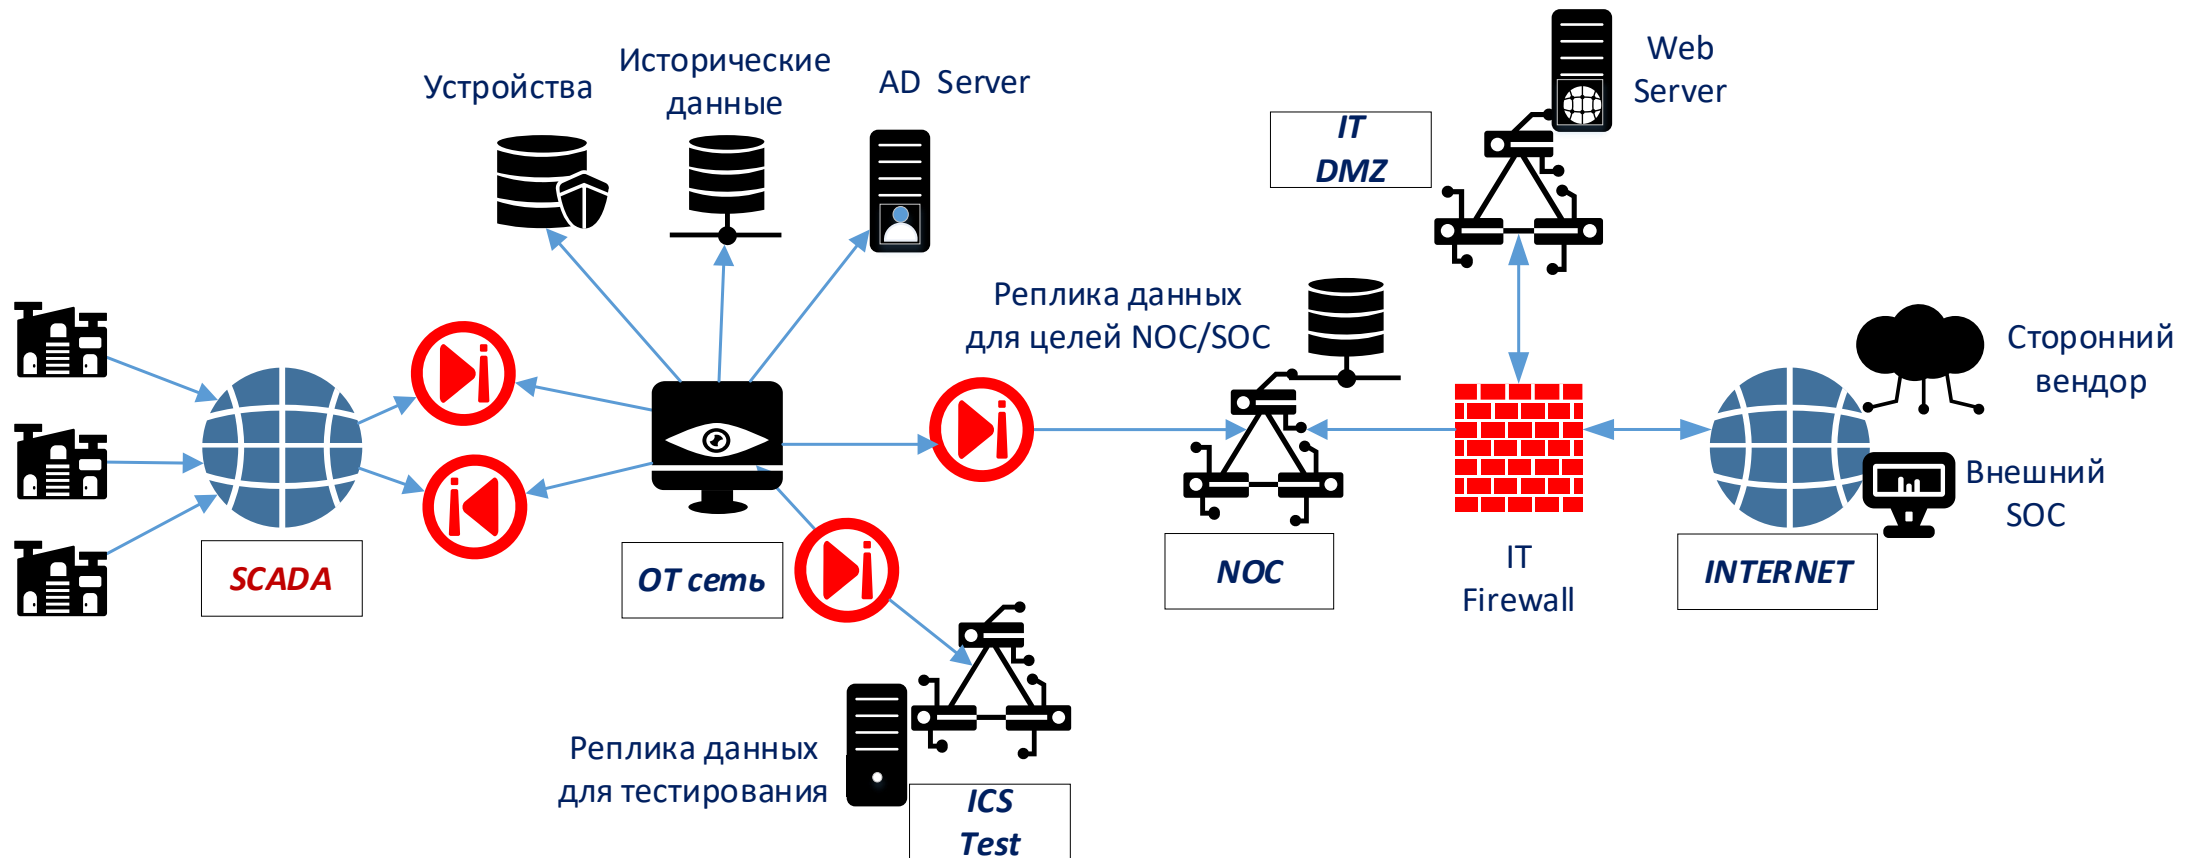 Устройства
Исторические
данные
AD Server
Web
Server
IT
DMZ
Реплика данных
для целей NOC/SOC
Сторонний
вендор
Внешний
SOC
SCADA
ОТ сеть
NOC
IT
Firewall
INTERNET
Реплика данных
для тестирования
ICS
Test